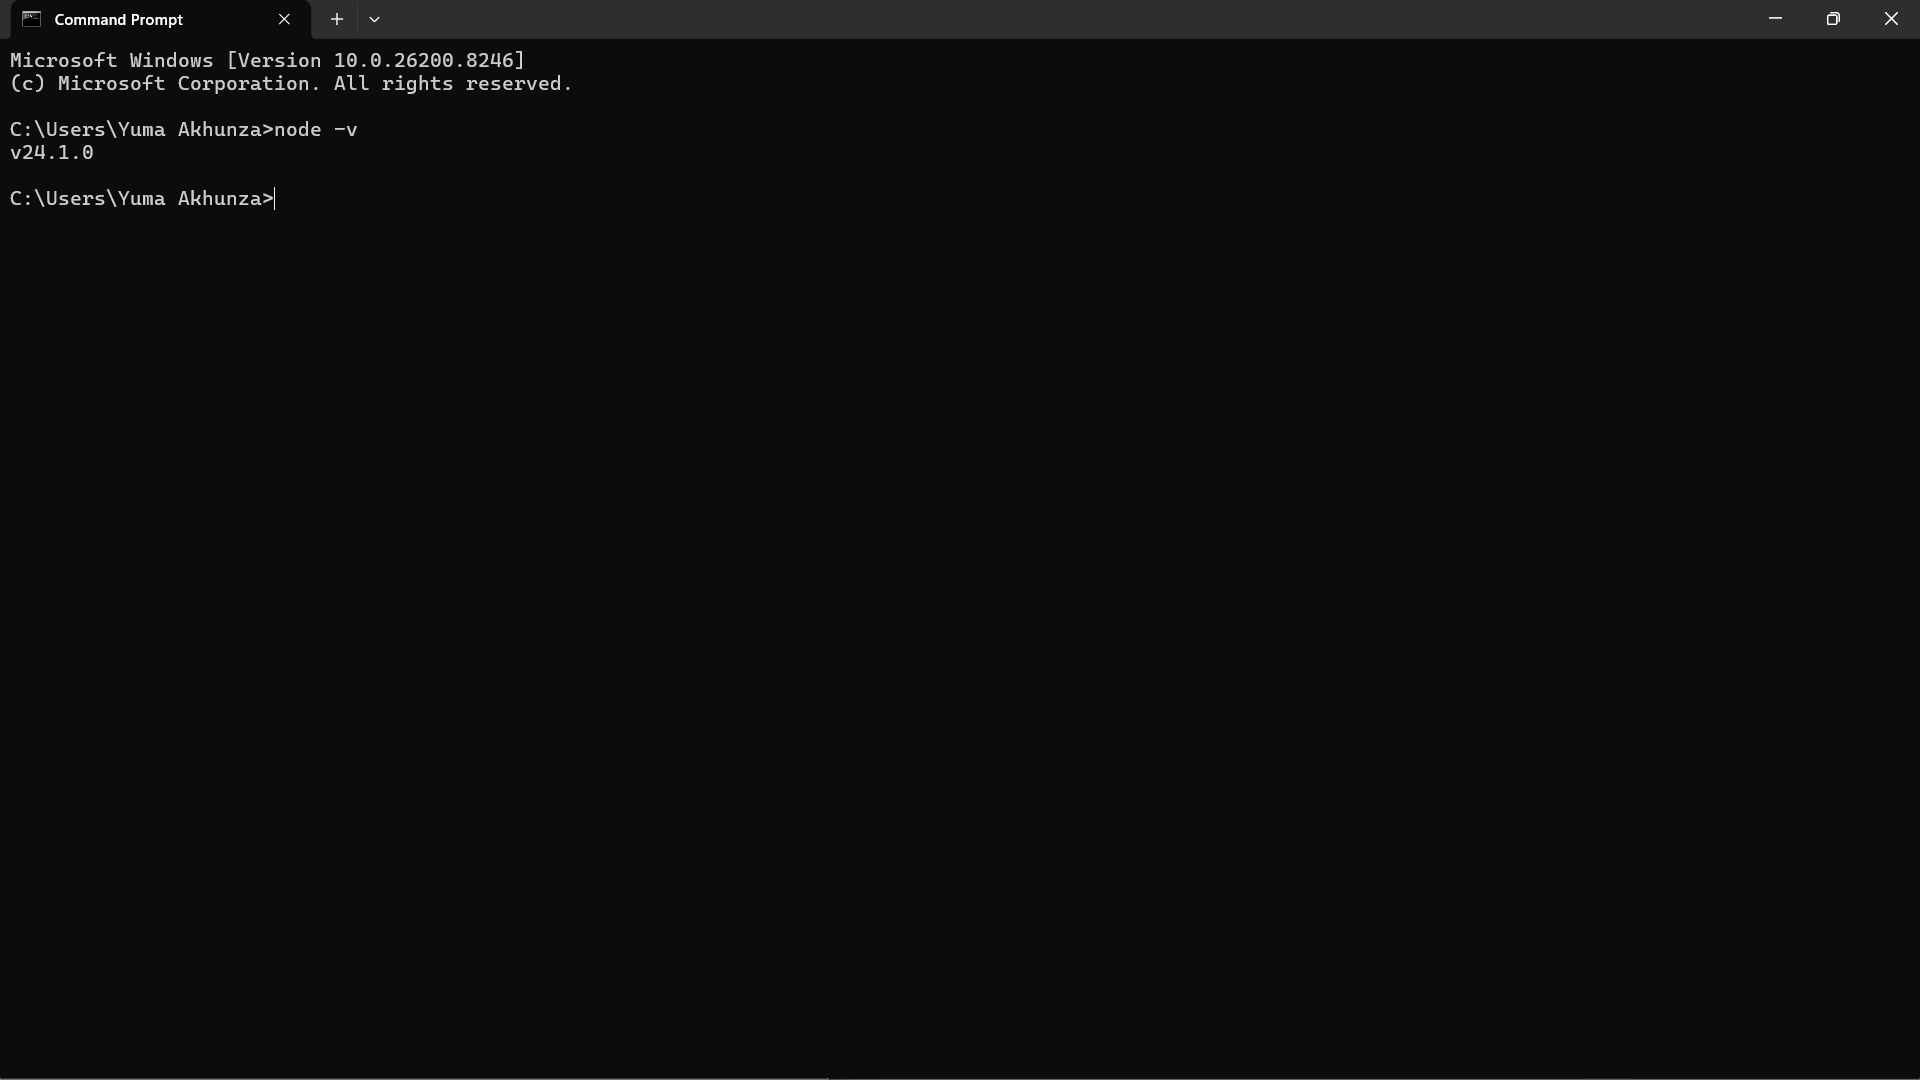 Command Prompt
Microsoft Windows [Version 10.0.26200.8246]
(c) Microsoft Corporation. All rights reserved.
C:\Users\Yuma Akhunza>node -v
v24.1.0
C:\Users\Yuma Akhunza>